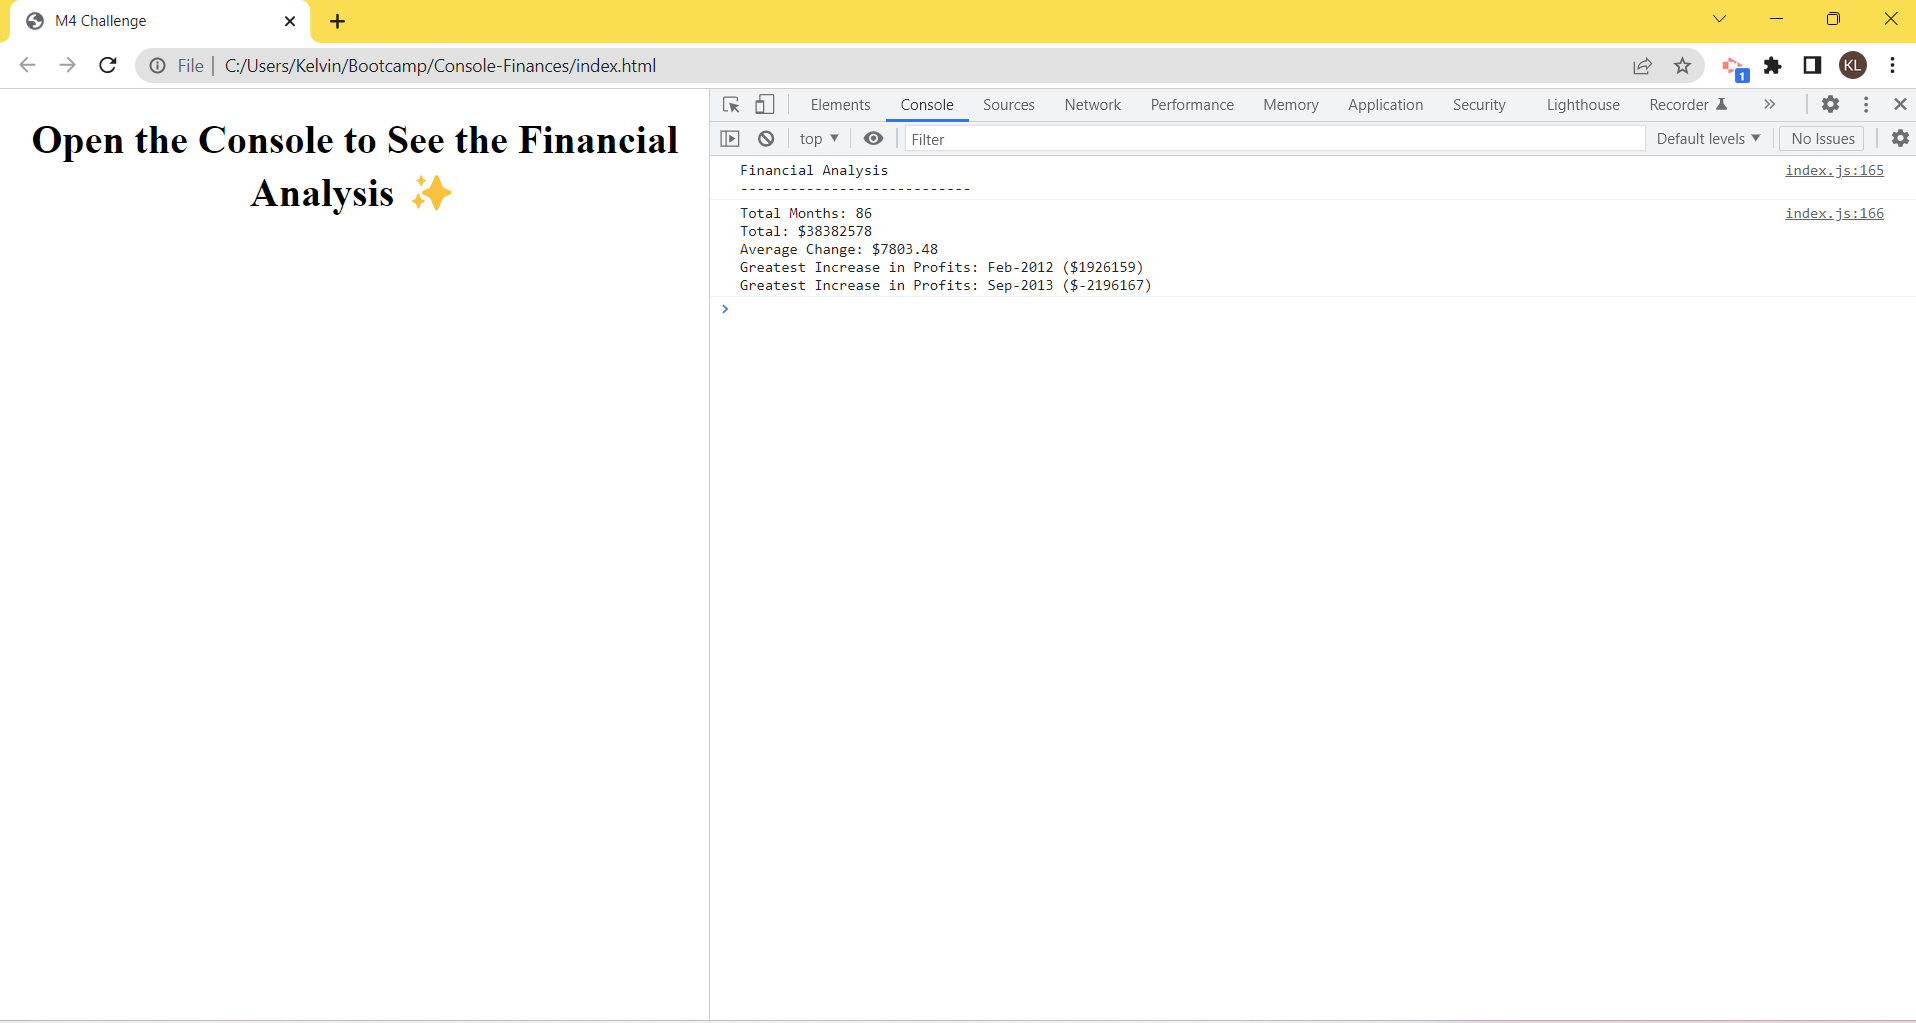 M4 Challenge
File | C:/Users/Kelvin/Bootcamp/Console-Finances/index.html
KL
1
Open the Console to See the Financial
Analysis ✨
Elements Console Sources Network Performance Memory Application Security Lighthouse Recorder
top Filter Default levels No Issues
Financial Analysis index.js:165
----------------------------
Total Months: 86 index.js:166
Total: $38382578
Average Change: $7803.48
Greatest Increase in Profits: Feb-2012 ($1926159)
Greatest Increase in Profits: Sep-2013 ($-2196167)